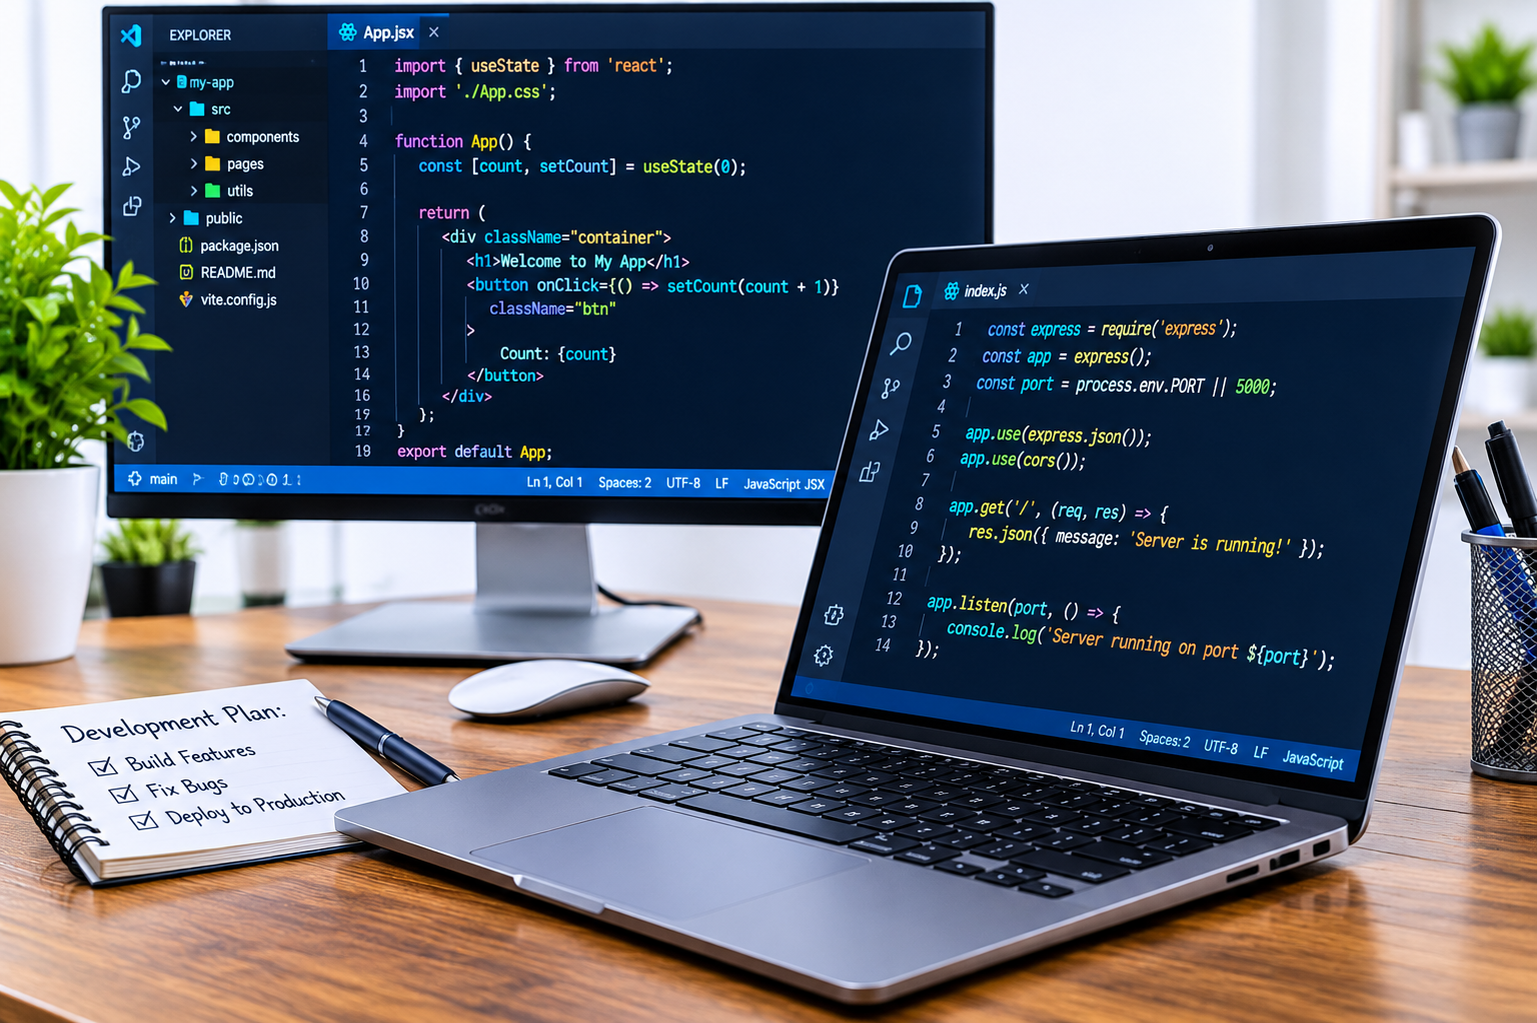 EXPLORER
my-app
src
components
pages
utils
public
package.json
README.md
vite.config.js
App.jsx ×
1 import { useState } from 'react';
2 import './App.css';
3
4 function App() {
5 const [count, setCount] = useState(0);
6
7 return (
8 <div className="container">
9 <h1>Welcome to My App</h1>
10 <button onClick={() => setCount(count + 1)}
11 className="btn"
12 >
13 Count: {count}
14 </button>
16 </div>
19 );
12 }
19 export default App;
main
Ln 1, Col 1 Spaces: 2 UTF-8 LF JavaScript JSX
index.js ×
1 const express = require('express');
2 const app = express();
3 const port = process.env.PORT || 5000;
4
5 app.use(express.json());
6 app.use(cors());
7
8 app.get('/', (req, res) => {
9 res.json({ message: 'Server is running!' });
10 });
11
12 app.listen(port, () => {
13 console.log('Server running on port ${port}');
14 });
Ln 1, Col 1 Spaces: 2 UTF-8 LF JavaScript
Development Plan:
☑ Build Features
☑ Fix Bugs
☑ Deploy to Production